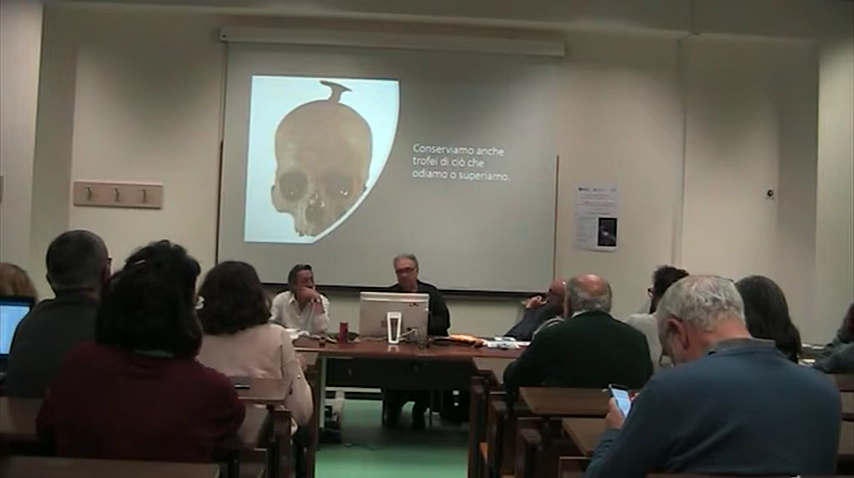 Conserviamo anche
trofei di ciò che
odiamo o superiamo.